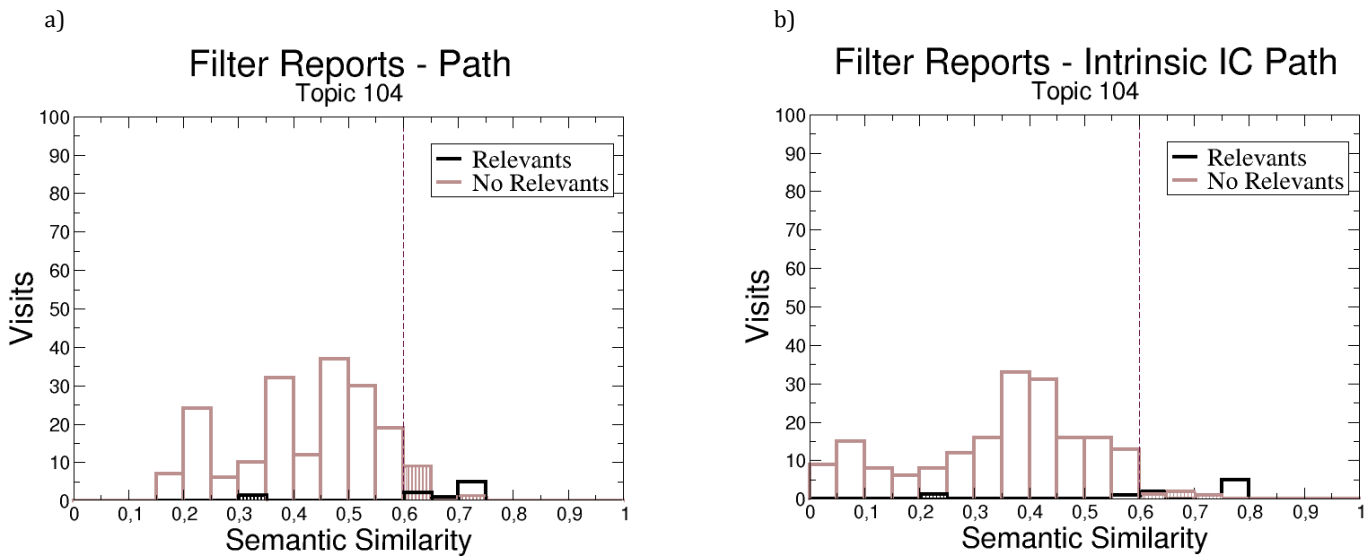 a)
Filter Reports - Path
Topic 104
100
90
80
70
60
50
40
30
20
10
0
Visits
Relevants
No Relevants
0 0,1 0,2 0,3 0,4 0,5 0,6 0,7 0,8 0,9 1
Semantic Similarity
b)
Filter Reports - Intrinsic IC Path
Topic 104
100
90
80
70
60
50
40
30
20
10
0
Visits
Relevants
No Relevants
0 0,1 0,2 0,3 0,4 0,5 0,6 0,7 0,8 0,9 1
Semantic Similarity